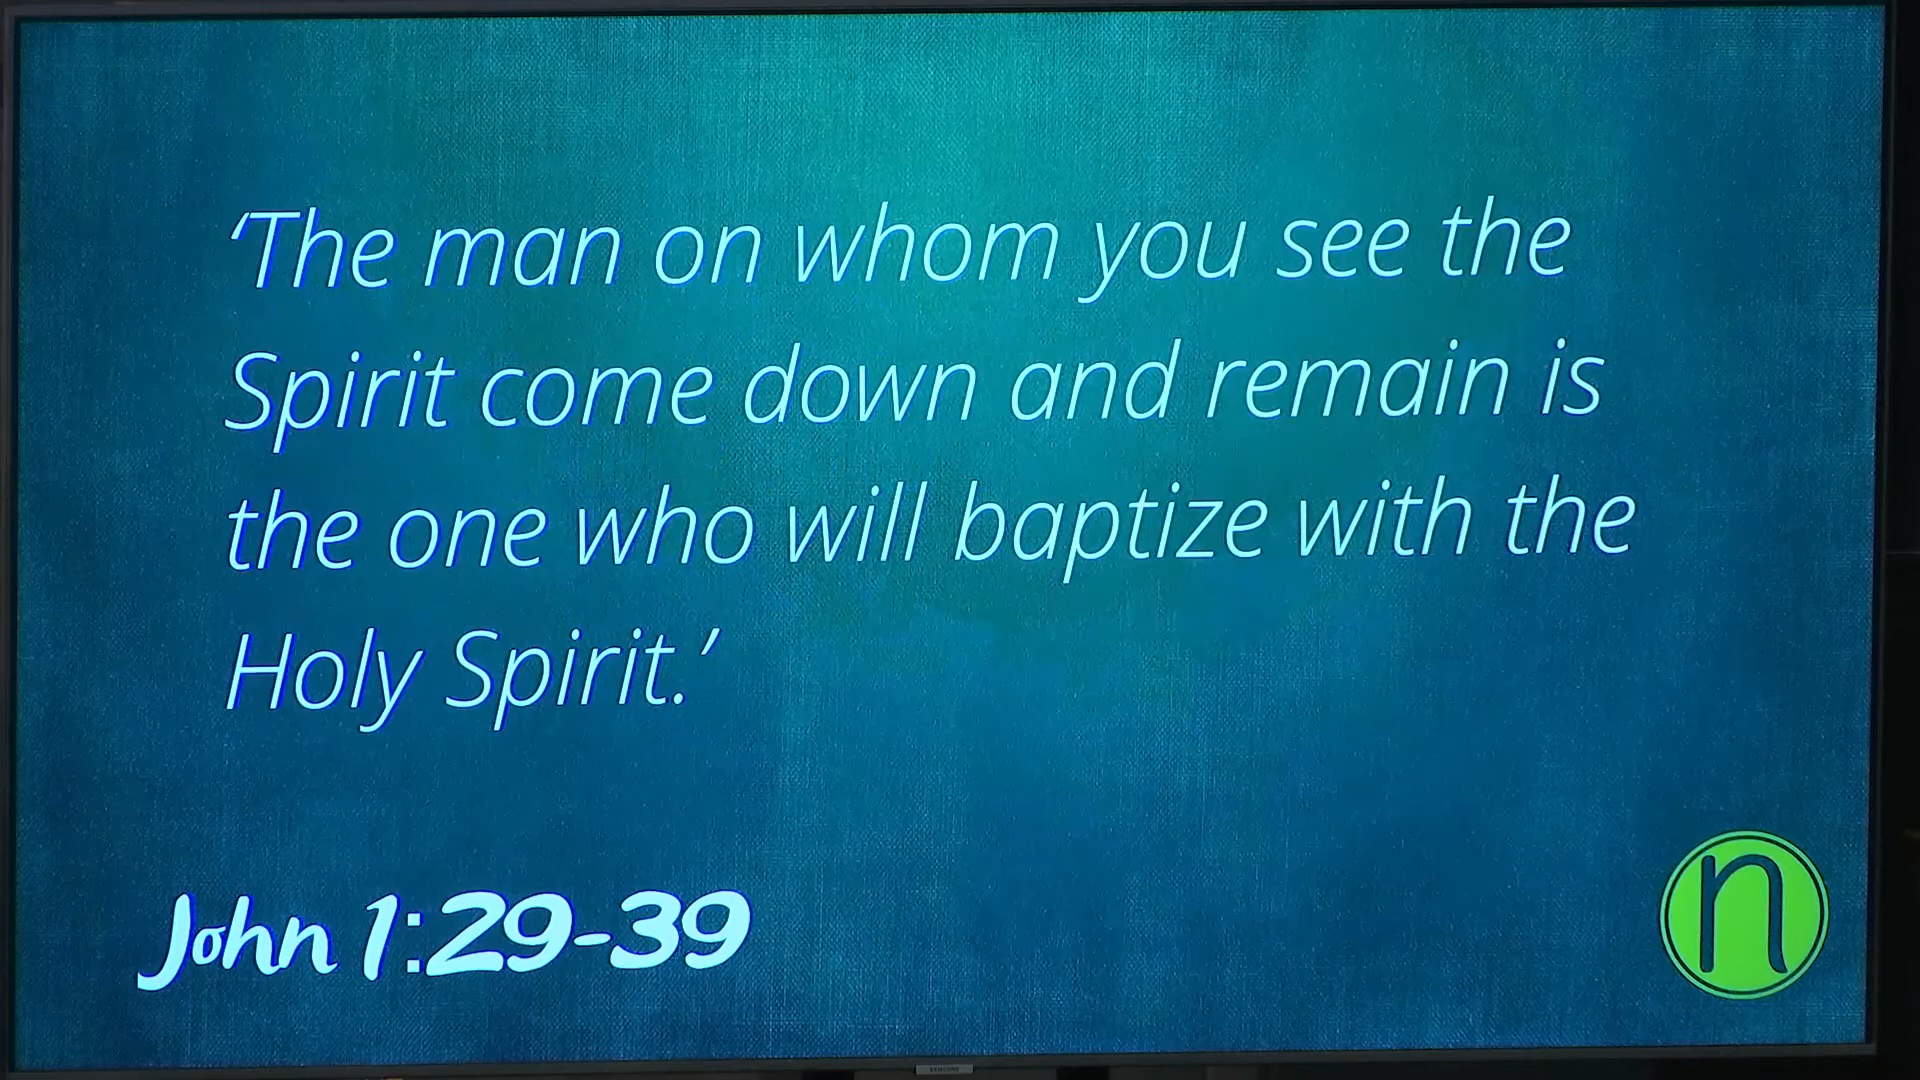 ‘The man on whom you see the
Spirit come down and remain is
the one who will baptize with the
Holy Spirit.’
John 1:29-39
n
SAMSUNG